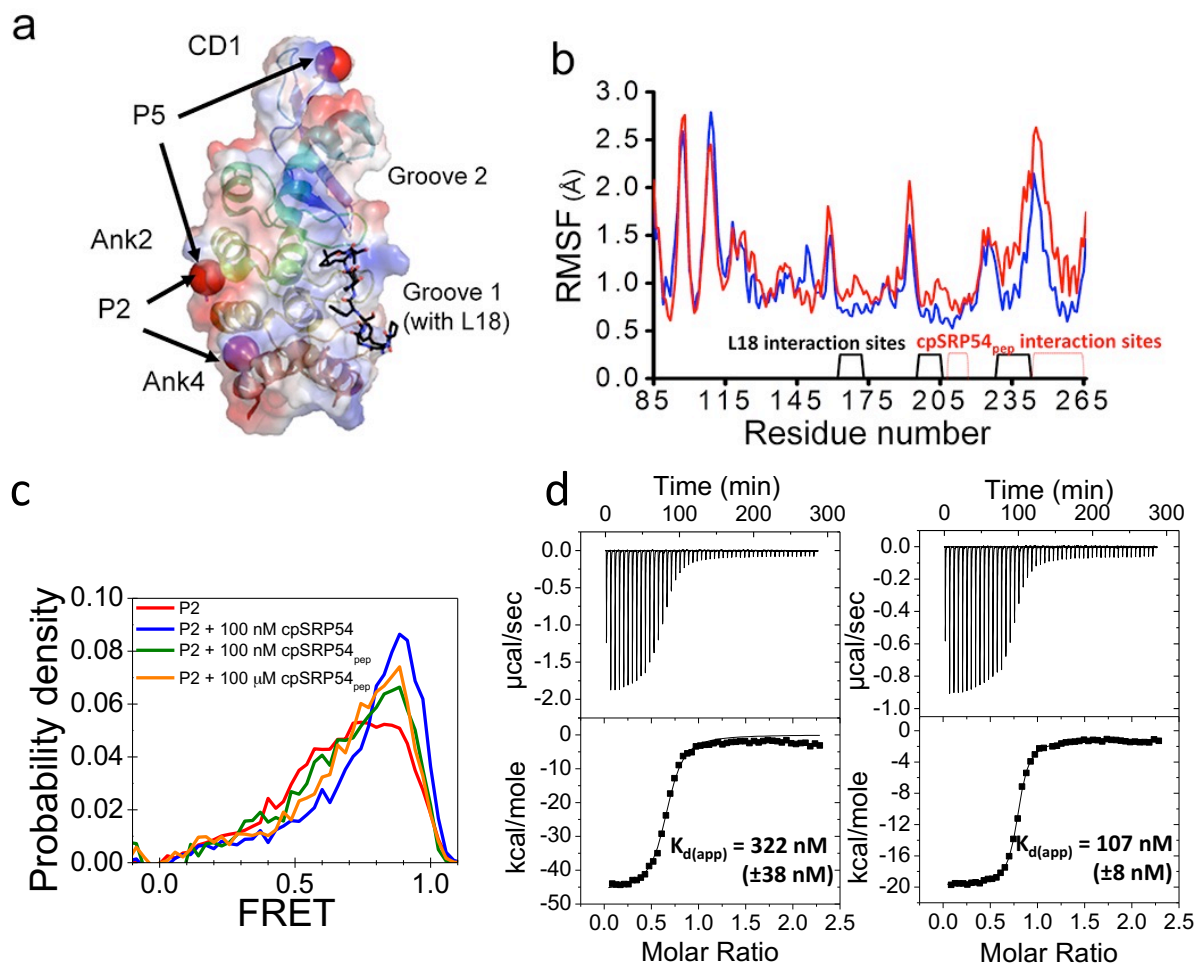 a
CD1
P5
Groove 2
Ank2
P2
Groove 1
(with L18)
Ank4
b
RMSF (Å)
3.0
2.5
2.0
1.5
1.0
0.5
0.0
L18 interaction sites
cpSRP54pep interaction sites
85 115 145 175 205 235 265
Residue number
c
Probability density
0.10
0.08
0.06
0.04
0.02
0.00
P2
P2 + 100 nM cpSRP54
P2 + 100 nM cpSRP54pep
P2 + 100 μM cpSRP54pep
0.0 0.5 1.0
FRET
d
Time (min)
0 100 200 300
μcal/sec
0.0
-0.5
-1.0
-1.5
-2.0
kcal/mole
0
-10
-20
-30
-40
-50
Kd(app) = 322 nM
(±38 nM)
0.0 0.5 1.0 1.5 2.0 2.5
Molar Ratio
Time (min)
0 100 200 300
μcal/sec
0.0
-0.2
-0.4
-0.6
-0.8
-1.0
kcal/mole
0
-4
-8
-12
-16
-20
Kd(app) = 107 nM
(±8 nM)
0.0 0.5 1.0 1.5 2.0 2.5
Molar Ratio